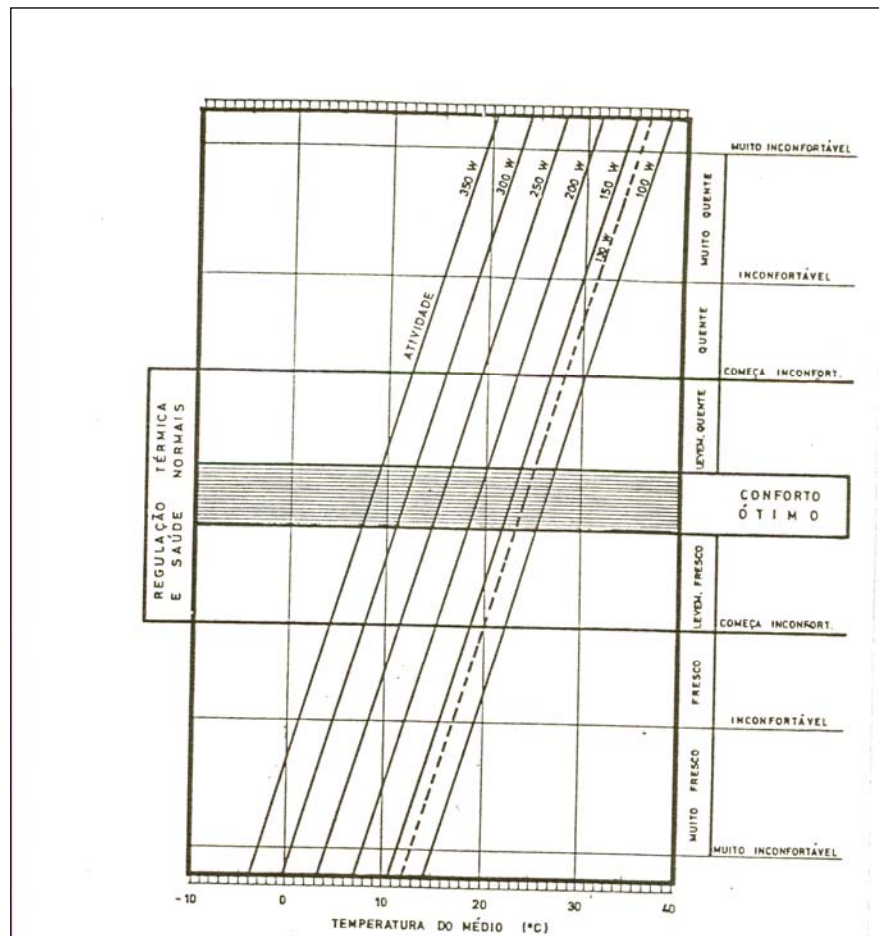 MUITO INCONFORTÁVEL
350 W
300 W
250 W
200 W
150 W
100 W
120 W
MUITO QUENTE
INCONFORTÁVEL
ATIVIDADE
QUENTE
COMEÇA INCONFORT.
LEVEM. QUENTE
REGULAÇÃO TÉRMICA
E SAÚDE NORMAIS
CONFORTO
ÓTIMO
LEVEM. FRESCO
COMEÇA INCONFORT.
FRESCO
INCONFORTÁVEL
MUITO FRESCO
MUITO INCONFORTÁVEL
-10 0 10 20 30 40
TEMPERATURA DO MÉDIO (°C)